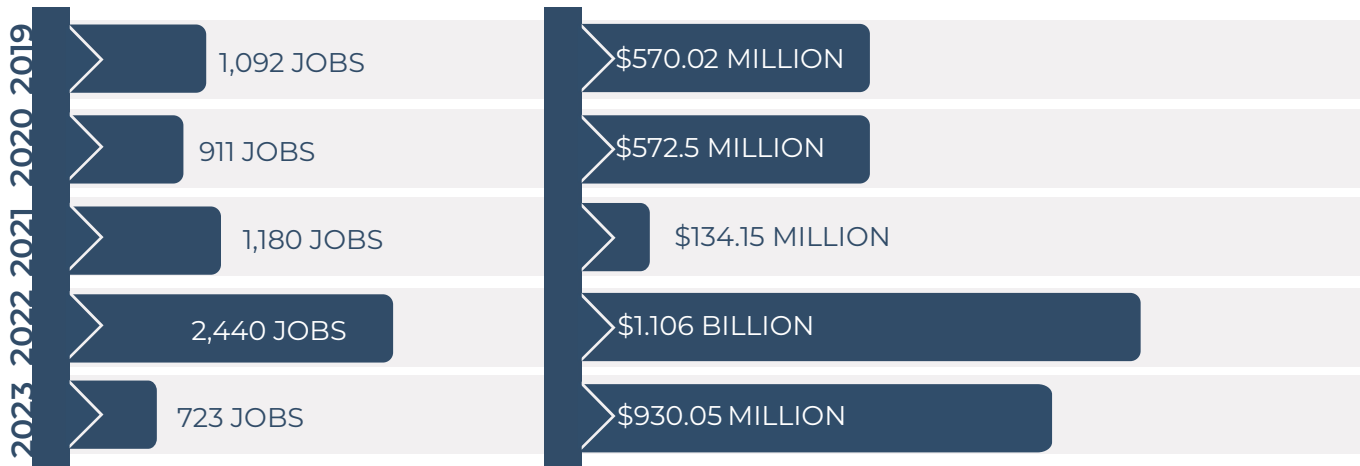 2019
1,092 JOBS
$570.02 MILLION
2020
911 JOBS
$572.5 MILLION
2021
1,180 JOBS
$134.15 MILLION
2022
2,440 JOBS
$1.106 BILLION
2023
723 JOBS
$930.05 MILLION